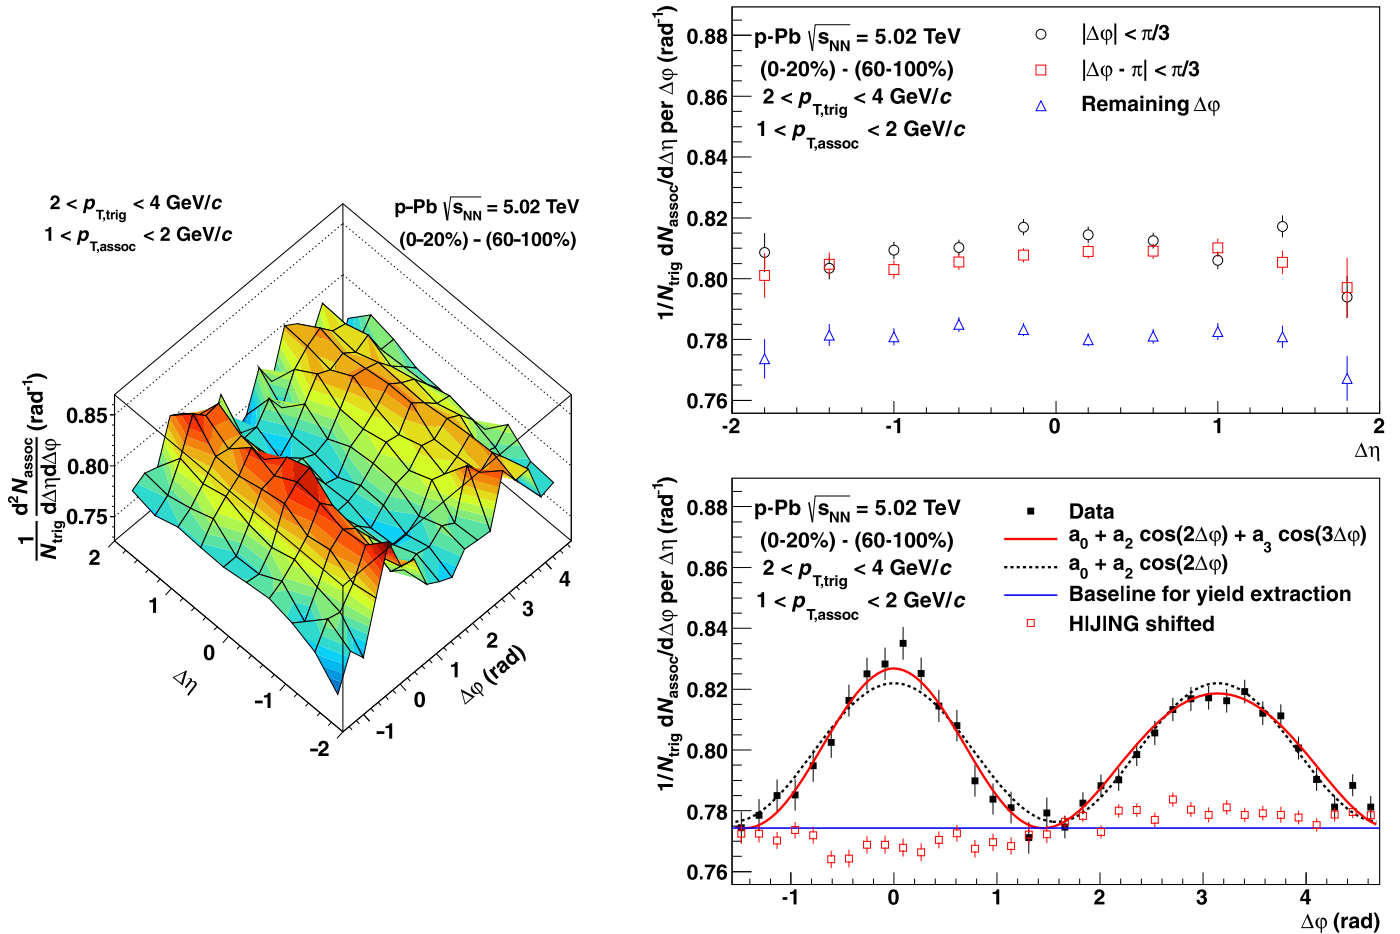 2 < p_T,trig < 4 GeV/c
1 < p_T,assoc < 2 GeV/c
p-Pb √s_NN = 5.02 TeV
(0-20%) - (60-100%)
1/N_trig d²N_assoc/dΔηdΔφ (rad⁻¹)
0.85
0.80
0.75
2
1
0
-1
-2
Δη
-1
0
1
2
3
4
Δφ (rad)
1/N_trig dN_assoc/dΔη per Δφ (rad⁻¹)
0.88
0.86
0.84
0.82
0.80
0.78
0.76
p-Pb √s_NN = 5.02 TeV
(0-20%) - (60-100%)
2 < p_T,trig < 4 GeV/c
1 < p_T,assoc < 2 GeV/c
|Δφ| < π/3
|Δφ - π| < π/3
Remaining Δφ
-2
-1
0
1
2
Δη
1/N_trig dN_assoc/dΔφ per Δη (rad⁻¹)
0.88
0.86
0.84
0.82
0.80
0.78
0.76
p-Pb √s_NN = 5.02 TeV
(0-20%) - (60-100%)
2 < p_T,trig < 4 GeV/c
1 < p_T,assoc < 2 GeV/c
Data
a₀ + a₂ cos(2Δφ) + a₃ cos(3Δφ)
a₀ + a₂ cos(2Δφ)
Baseline for yield extraction
HIJING shifted
-1
0
1
2
3
4
Δφ (rad)